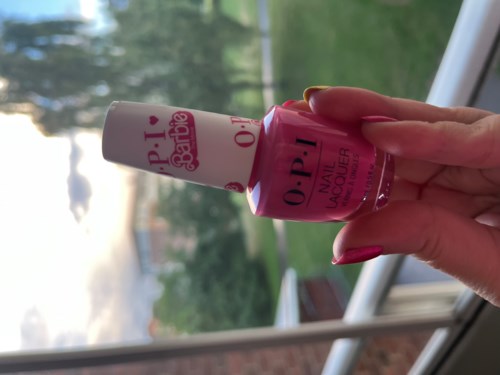 O·P·I
Barbie
O·P·I
NAIL
LACQUER